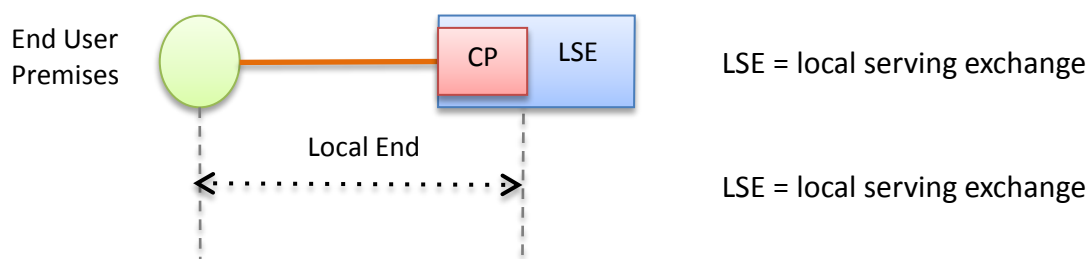 End User
Premises
CP
LSE
LSE = local serving exchange
Local End
LSE = local serving exchange